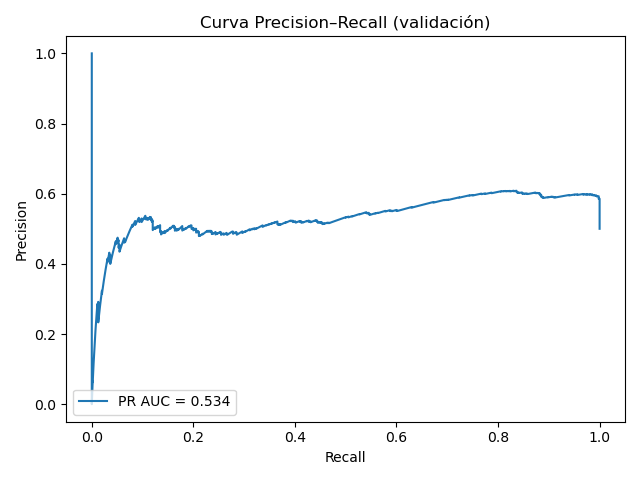 Curva Precision–Recall (validación)
Precision
1.0
0.8
0.6
0.4
0.2
0.0
PR AUC = 0.534
0.0 0.2 0.4 0.6 0.8 1.0
Recall